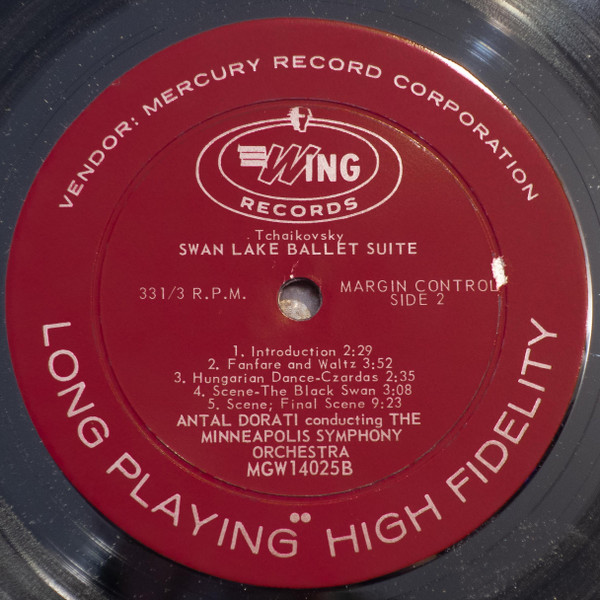 VENDOR: MERCURY RECORD CORPORATION
WING
RECORDS
Tchaikovsky
SWAN LAKE BALLET SUITE
33 1/3 R.P.M.
MARGIN CONTROL
SIDE 2
1. Introduction 2:29
2. Fanfare and Waltz 3:52
3. Hungarian Dance-Czardas 2:35
4. Scene-The Black Swan 3:08
5. Scene; Final Scene 9:23
ANTAL DORATI conducting THE
MINNEAPOLIS SYMPHONY
ORCHESTRA
MGW14025B
LONG PLAYING HIGH FIDELITY